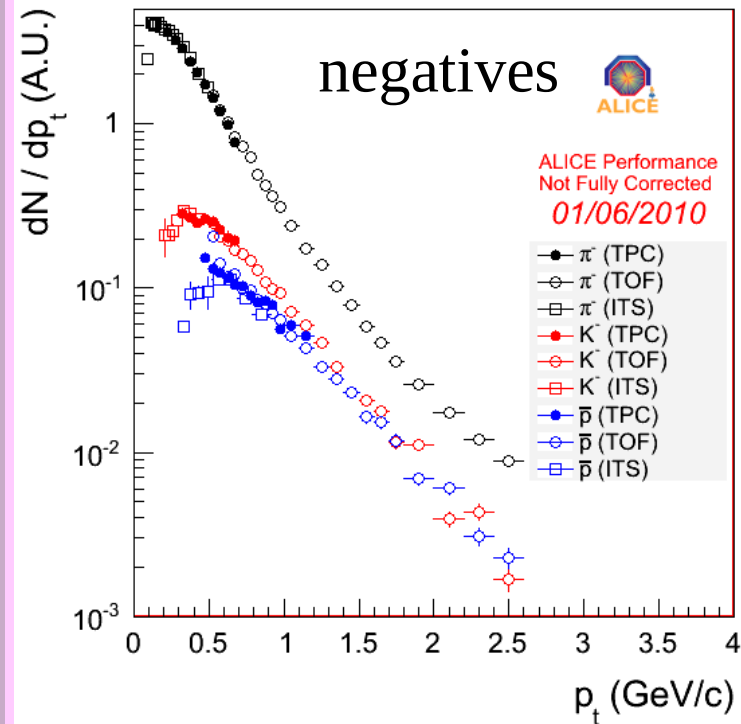 dN / dpt (A.U.)
negatives
ALICE
ALICE Performance
Not Fully Corrected
01/06/2010
π- (TPC)
π- (TOF)
π- (ITS)
K- (TPC)
K- (TOF)
K- (ITS)
p̅ (TPC)
p̅ (TOF)
p̅ (ITS)
1
10-1
10-2
10-3
0 0.5 1 1.5 2 2.5 3 3.5 4
pt (GeV/c)